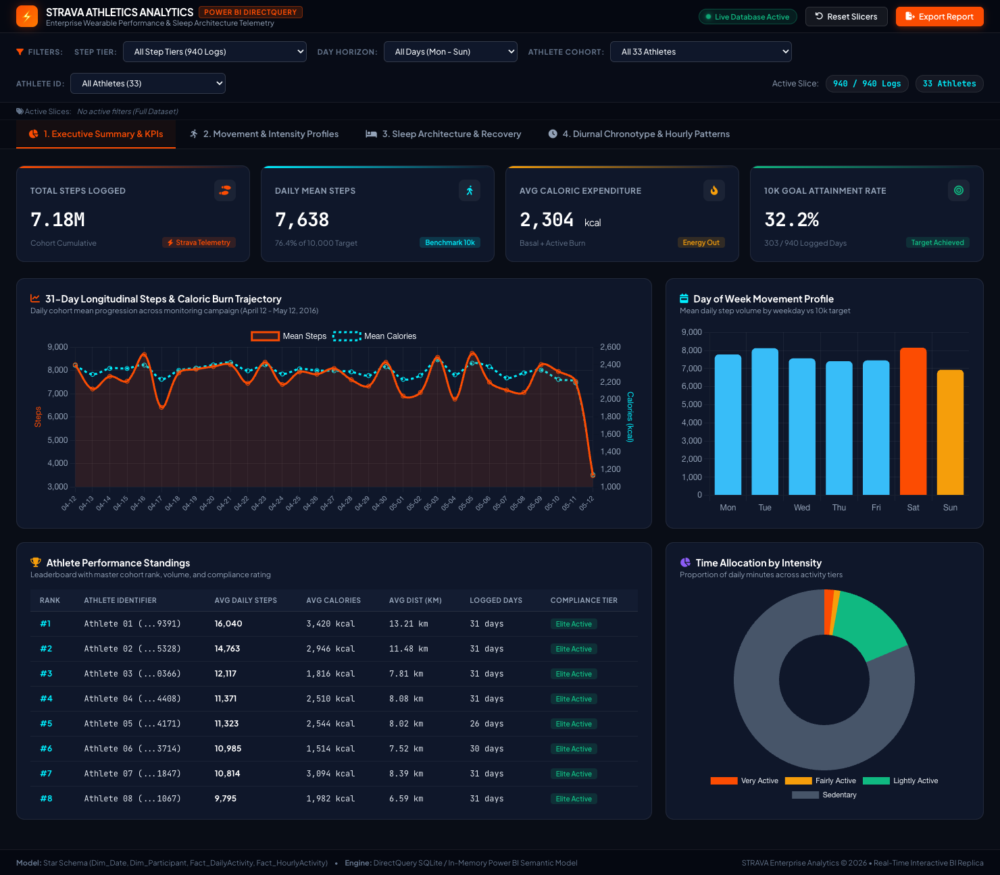 STRAVA ATHLETICS ANALYTICS POWER BI DIRECTQUERY
Enterprise Wearable Performance & Sleep Architecture Telemetry
Live Database Active
Reset Slicers
Export Report
FILTERS: STEP TIER: All Step Tiers (940 Logs) DAY HORIZON: All Days (Mon - Sun) ATHLETE COHORT: All 33 Athletes
ATHLETE ID: All Athletes (33)
Active Slice: 940 / 940 Logs 33 Athletes
Active Slices: No active filters (Full Dataset)
1. Executive Summary & KPIs
2. Movement & Intensity Profiles
3. Sleep Architecture & Recovery
4. Diurnal Chronotype & Hourly Patterns
TOTAL STEPS LOGGED
7.18M
Cohort Cumulative Strava Telemetry
DAILY MEAN STEPS
7,638
76.4% of 10,000 Target Benchmark 10k
AVG CALORIC EXPENDITURE
2,304 kcal
Basal + Active Burn Energy Out
10K GOAL ATTAINMENT RATE
32.2%
303 / 940 Logged Days Target Achieved
31-Day Longitudinal Steps & Caloric Burn Trajectory
Daily cohort mean progression across monitoring campaign (April 12 - May 12, 2016)
Mean Steps Mean Calories
Steps
9,000
8,000
7,000
6,000
5,000
4,000
3,000
2,600
2,400
2,200
2,000
1,800
1,600
1,400
1,200
1,000
Calories (kcal)
04-12 04-13 04-14 04-15 04-16 04-17 04-18 04-19 04-20 04-21 04-22 04-23 04-24 04-25 04-26 04-27 04-28 04-29 04-30 05-01 05-02 05-03 05-04 05-05 05-06 05-07 05-08 05-09 05-10 05-11 05-12
Day of Week Movement Profile
Mean daily step volume by weekday vs 10k target
9,000
8,000
7,000
6,000
5,000
4,000
3,000
2,000
1,000
0
Mon Tue Wed Thu Fri Sat Sun
Athlete Performance Standings
Leaderboard with master cohort rank, volume, and compliance rating
RANK ATHLETE IDENTIFIER AVG DAILY STEPS AVG CALORIES AVG DIST (KM) LOGGED DAYS COMPLIANCE TIER
#1 Athlete 01 (...9391) 16,040 3,420 kcal 13.21 km 31 days Elite Active
#2 Athlete 02 (...5328) 14,763 2,946 kcal 11.48 km 31 days Elite Active
#3 Athlete 03 (...0366) 12,117 1,816 kcal 7.81 km 31 days Elite Active
#4 Athlete 04 (...4408) 11,371 2,510 kcal 8.08 km 31 days Elite Active
#5 Athlete 05 (...4171) 11,323 2,544 kcal 8.02 km 26 days Elite Active
#6 Athlete 06 (...3714) 10,985 1,514 kcal 7.52 km 30 days Elite Active
#7 Athlete 07 (...1847) 10,814 3,094 kcal 8.39 km 31 days Elite Active
#8 Athlete 08 (...1067) 9,795 1,982 kcal 6.59 km 31 days Elite Active
Time Allocation by Intensity
Proportion of daily minutes across activity tiers
Very Active Fairly Active Lightly Active
Sedentary
Model: Star Schema (Dim_Date, Dim_Participant, Fact_DailyActivity, Fact_HourlyActivity) • Engine: DirectQuery SQLite / In-Memory Power BI Semantic Model
STRAVA Enterprise Analytics © 2026 • Real-Time Interactive BI Replica